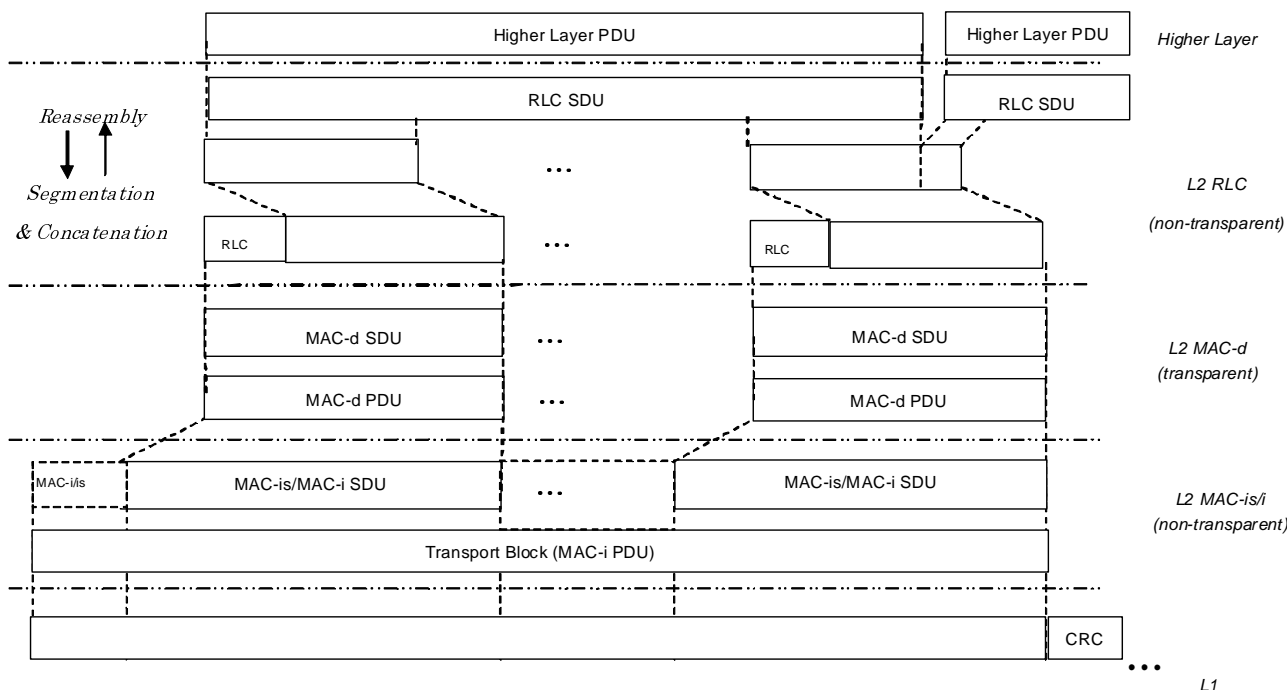 Higher Layer PDU
Higher Layer PDU
Higher Layer
RLC SDU
RLC SDU
Reassembly
Segmentation
& Concatenation
...
L2 RLC
(non-transparent)
RLC
...
RLC
MAC-d SDU
...
MAC-d SDU
L2 MAC-d
(transparent)
MAC-d PDU
...
MAC-d PDU
MAC-i/is
MAC-is/MAC-i SDU
...
MAC-is/MAC-i SDU
L2 MAC-is/i
(non-transparent)
Transport Block (MAC-i PDU)
CRC
...
L1